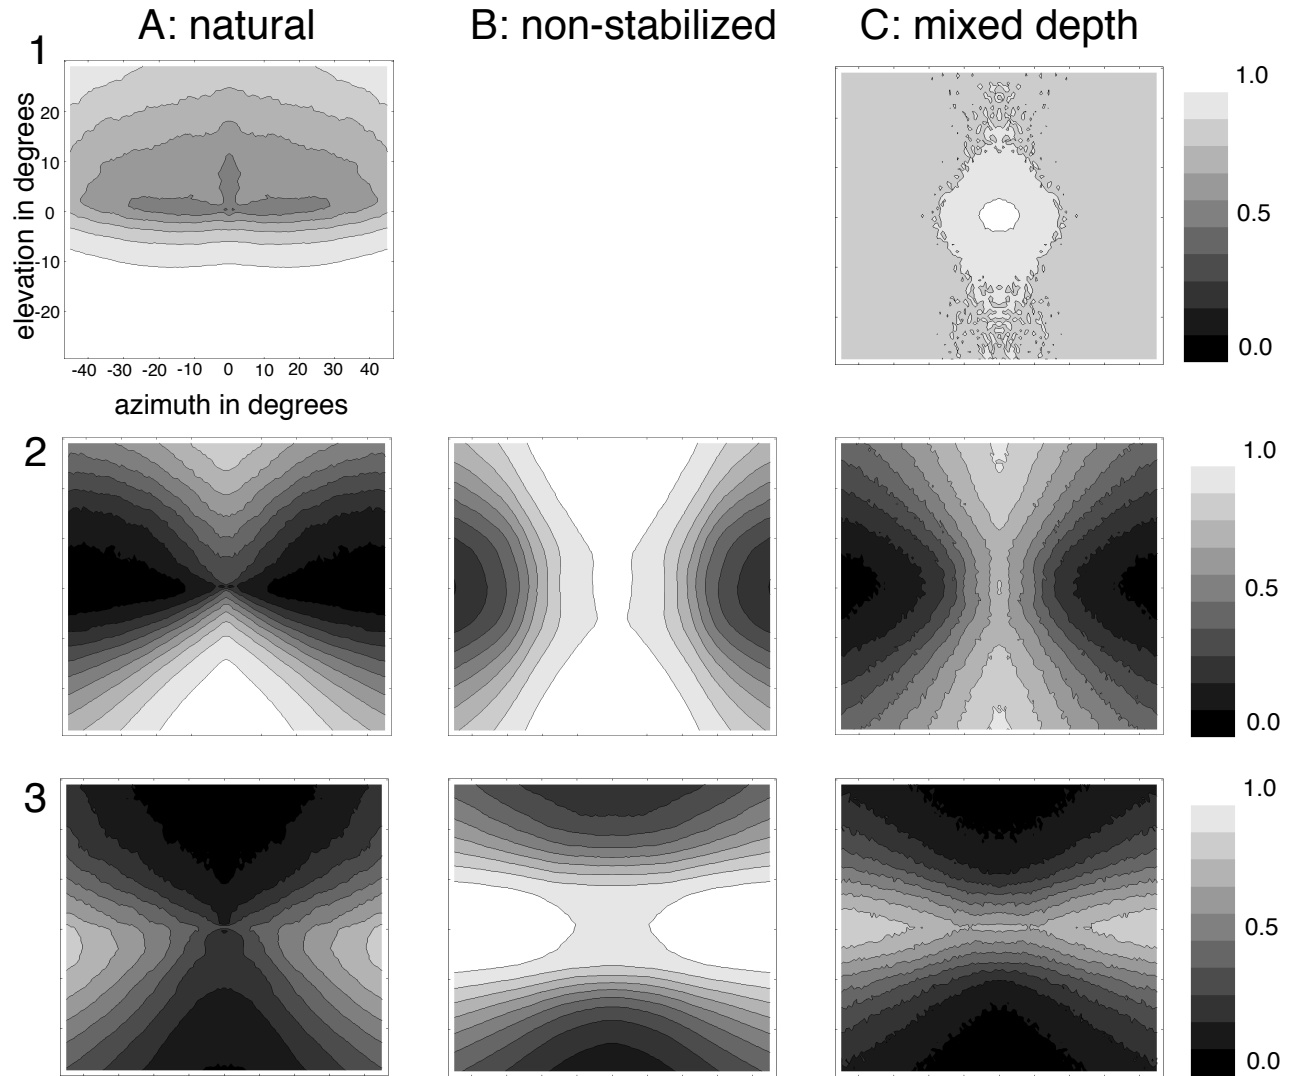 A: natural
B: non-stabilized
C: mixed depth
1
elevation in degrees
20
10
0
-10
-20
-40 -30 -20 -10 0 10 20 30 40
azimuth in degrees
1.0
0.5
0.0
2
1.0
0.5
0.0
3
1.0
0.5
0.0